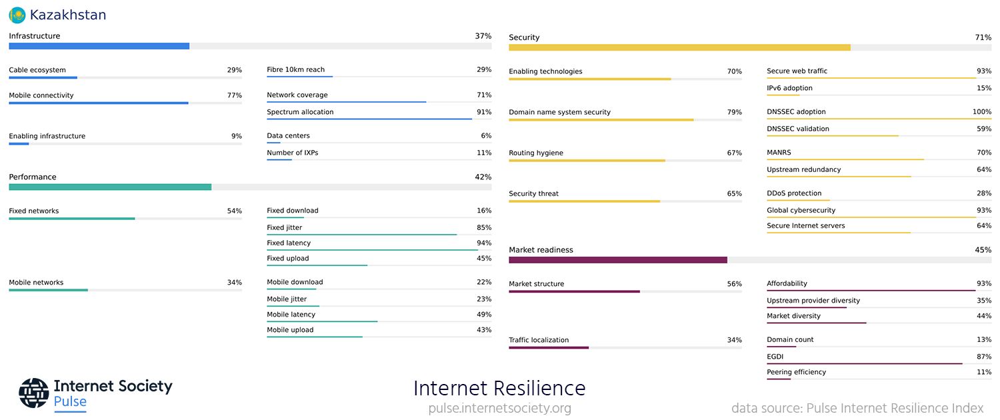 Kazakhstan
Infrastructure 37%
Cable ecosystem 29%
Fibre 10km reach 29%
Mobile connectivity 77%
Network coverage 71%
Spectrum allocation 91%
Enabling infrastructure 9%
Data centers 6%
Number of IXPs 11%
Performance 42%
Fixed networks 54%
Fixed download 16%
Fixed jitter 85%
Fixed latency 94%
Fixed upload 45%
Mobile networks 34%
Mobile download 22%
Mobile jitter 23%
Mobile latency 49%
Mobile upload 43%
Security 71%
Enabling technologies 70%
Secure web traffic 93%
IPv6 adoption 15%
Domain name system security 79%
DNSSEC adoption 100%
DNSSEC validation 59%
Routing hygiene 67%
MANRS 70%
Upstream redundancy 64%
Security threat 65%
DDoS protection 28%
Global cybersecurity 93%
Secure Internet servers 64%
Market readiness 45%
Market structure 56%
Affordability 93%
Upstream provider diversity 35%
Market diversity 44%
Traffic localization 34%
Domain count 13%
EGDI 87%
Peering efficiency 11%
Internet Society
Pulse
Internet Resilience
pulse.internetsociety.org
data source: Pulse Internet Resilience Index